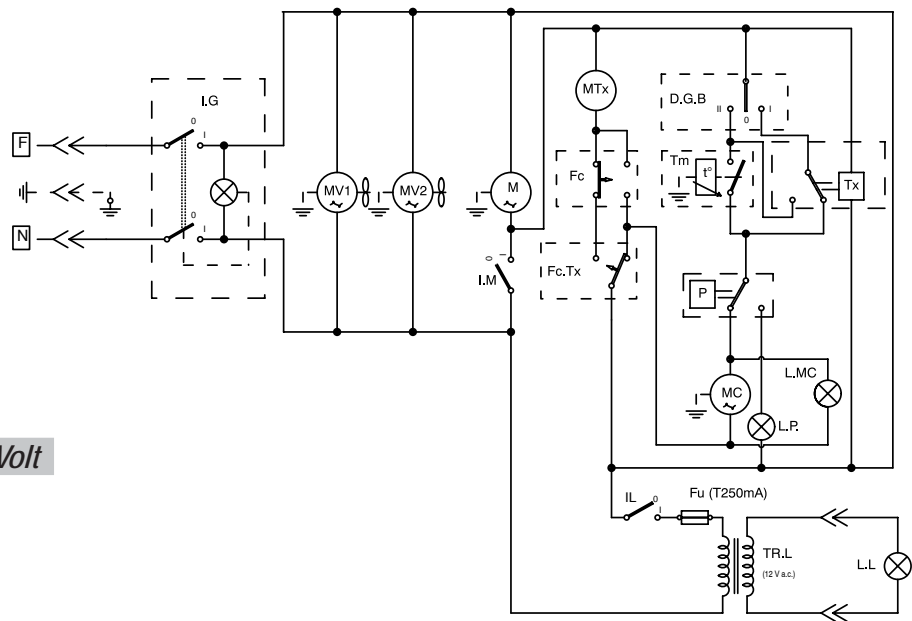 I.G
0
I
F
N
0
I
MV1
MV2
M
0
I
I.M
MTx
Fc
Fc.Tx
D.G.B
II
0
I
Tm
t°
Tx
P
MC
L.MC
L.P.
Volt
IL
0
I
Fu (T250mA)
TR.L
(12 V a.c.)
L.L